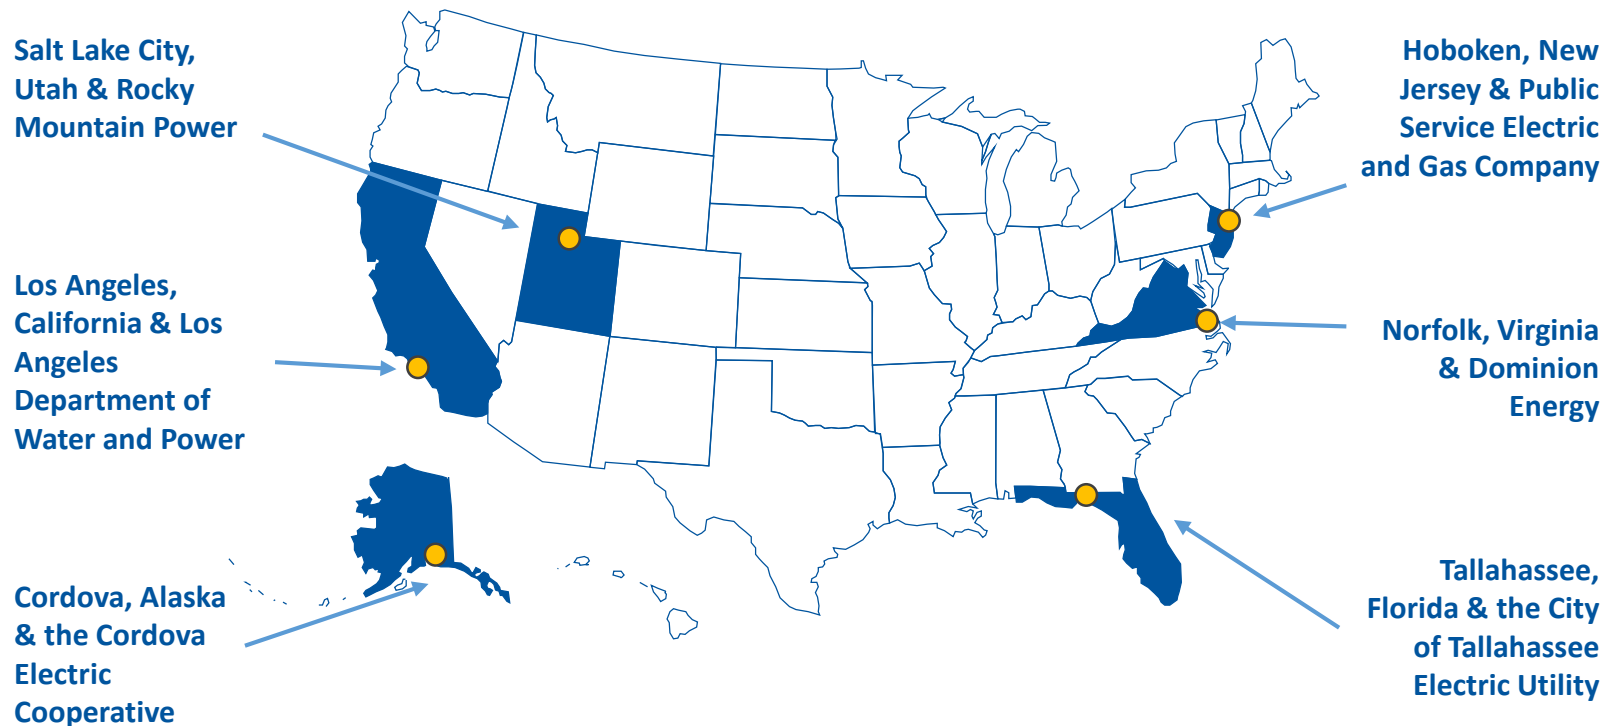 Salt Lake City,
Utah & Rocky
Mountain Power
Los Angeles,
California & Los
Angeles
Department of
Water and Power
Cordova, Alaska
& the Cordova
Electric
Cooperative
Hoboken, New
Jersey & Public
Service Electric
and Gas Company
Norfolk, Virginia
& Dominion
Energy
Tallahassee,
Florida & the City
of Tallahassee
Electric Utility